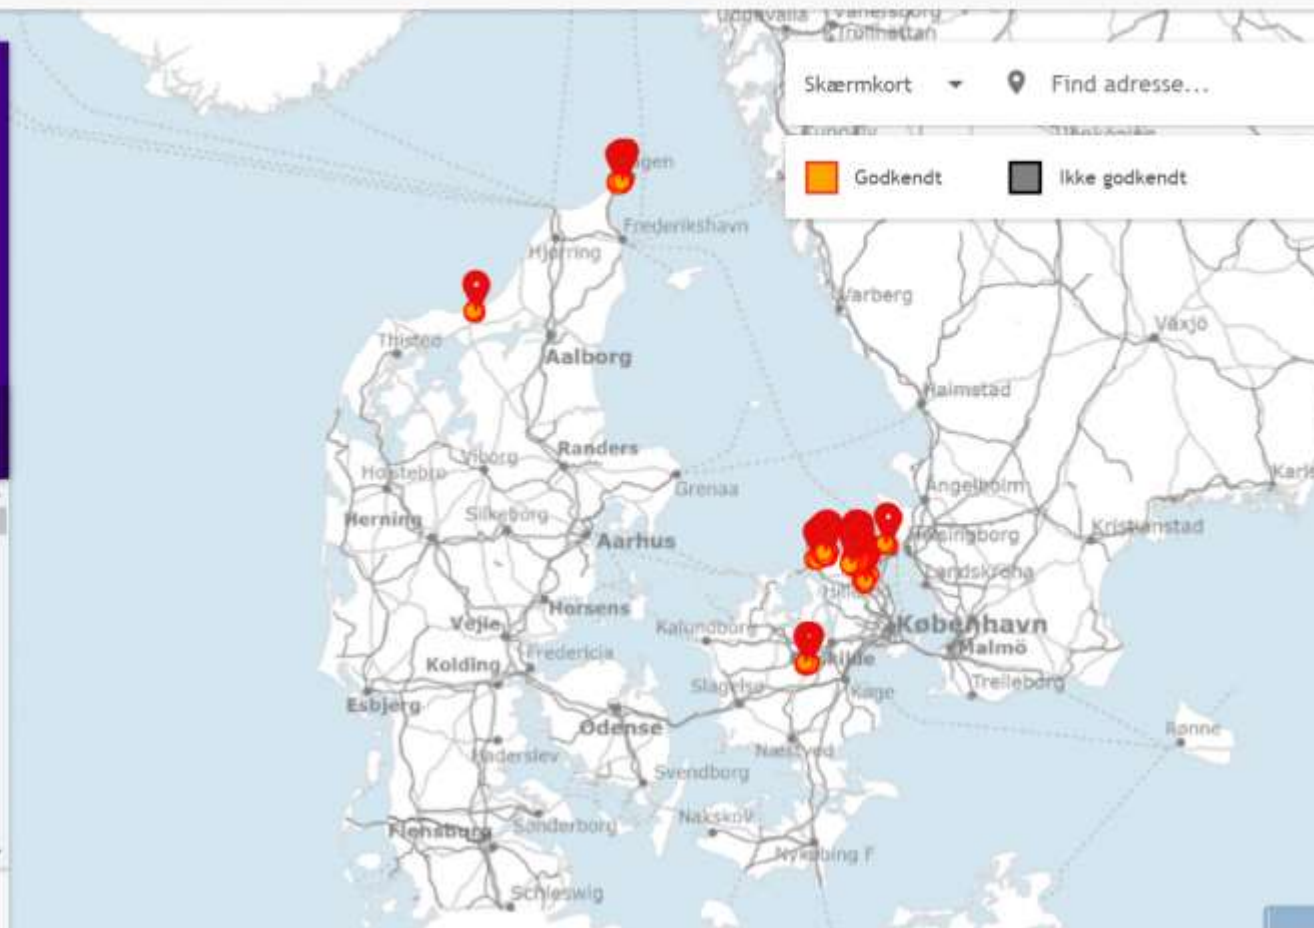 Uddevalla
Vänersborg
Trollhättan
Skærmkort
Find adresse...
Godkendt
Ikke godkendt
Frederikshavn
Hjørring
Varberg
Växjö
Thisted
Aalborg
Halmstad
Randers
Viborg
Holstebro
Grenaa
Ängelholm
Silkeborg
Herning
Kristianstad
Aarhus
Landskrona
Horsens
Vejle
Kalundborg
København
Malmö
Fredericia
Kolding
Slagelse
Køge
Trelleborg
Esbjerg
Odense
Rønne
Næstved
Haderslev
Svendborg
Nakskov
Flensburg
Sønderborg
Nykøbing F
Schleswig